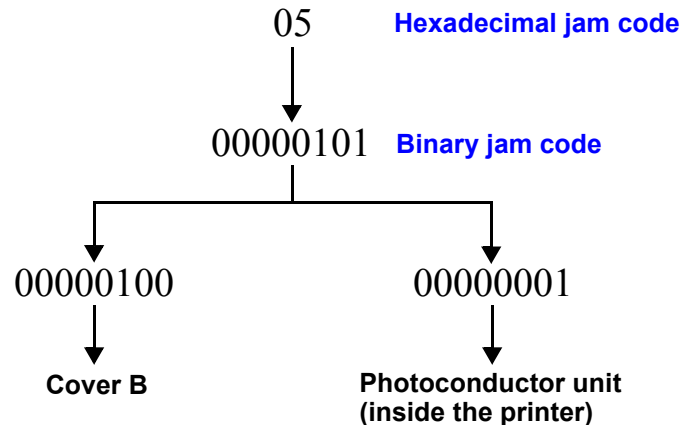 05 Hexadecimal jam code
00000101 Binary jam code
00000100 00000001
Cover B Photoconductor unit
(inside the printer)